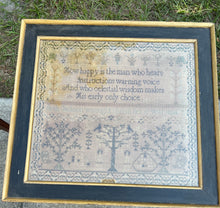 How happy is the man who hears
Instructions warning voice
And who celestial wisdom makes
His early only choice